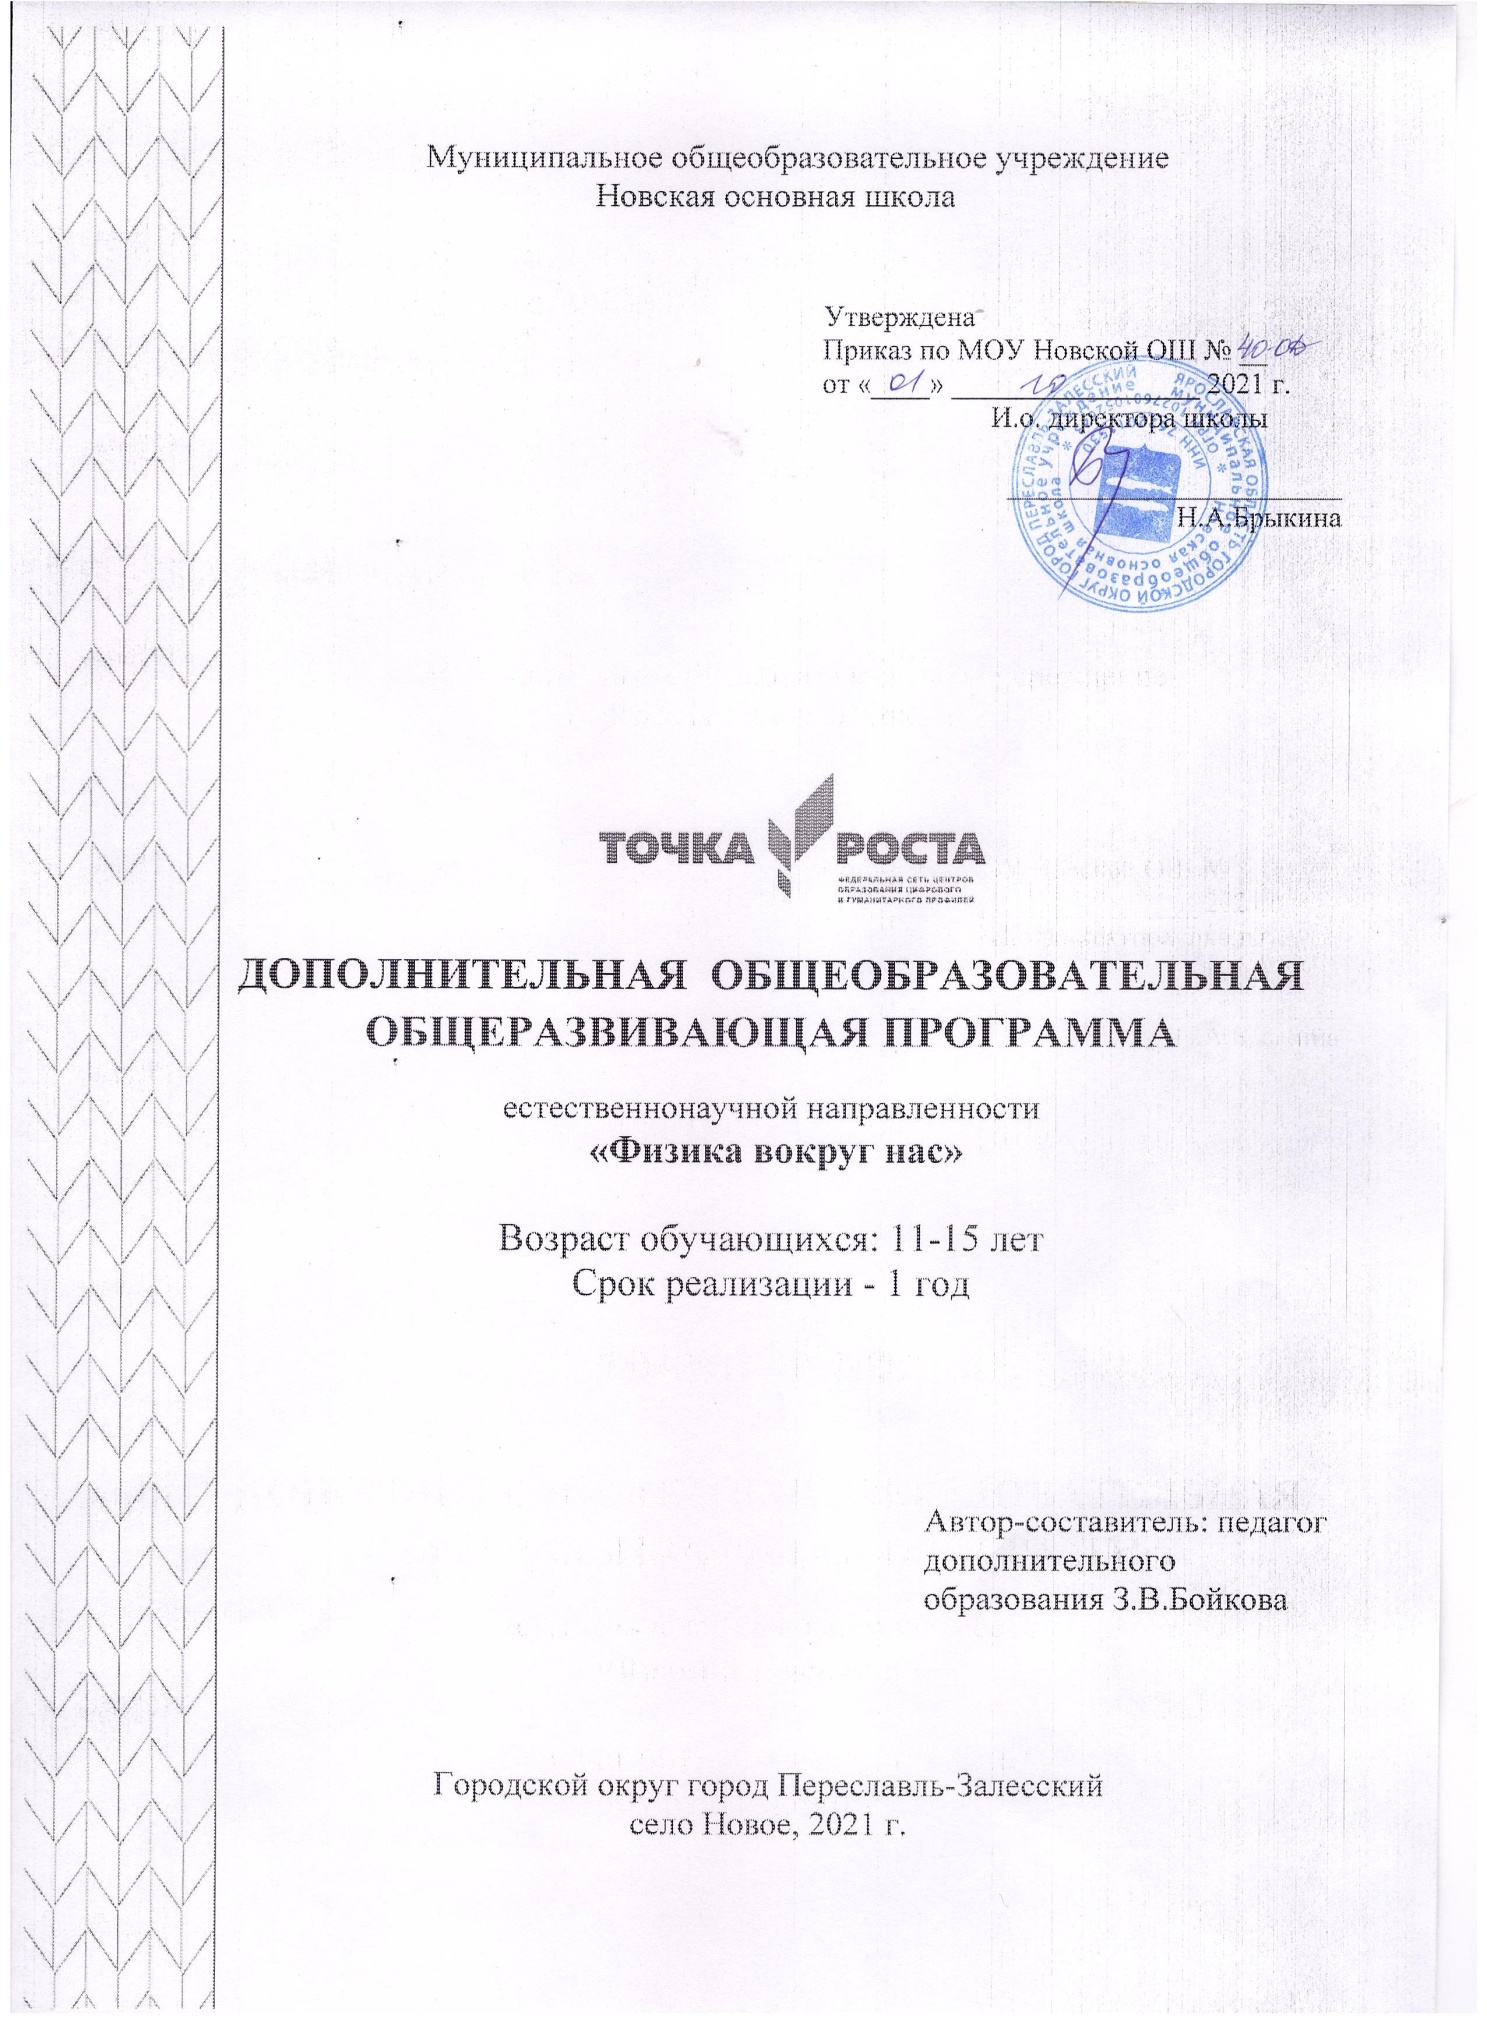 Муниципальное общеобразовательное учреждение
Новская основная школа
Утверждена
Приказ по МОУ Новской ОШ № 40-06
от « 01 » 10 2021 г.
И.о. директора школы
Н.А.Брыкина
ТОЧКА РОСТА
ФЕДЕРАЛЬНАЯ СЕТЬ ЦЕНТРОВ
ОБРАЗОВАНИЯ ЦИФРОВОГО
И ГУМАНИТАРНОГО ПРОФИЛЕЙ
ДОПОЛНИТЕЛЬНАЯ ОБЩЕОБРАЗОВАТЕЛЬНАЯ
ОБЩЕРАЗВИВАЮЩАЯ ПРОГРАММА
естественнонаучной направленности
«Физика вокруг нас»
Возраст обучающихся: 11-15 лет
Срок реализации - 1 год
Автор-составитель: педагог
дополнительного
образования З.В.Бойкова
Городской округ город Переславль-Залесский
село Новое, 2021 г.